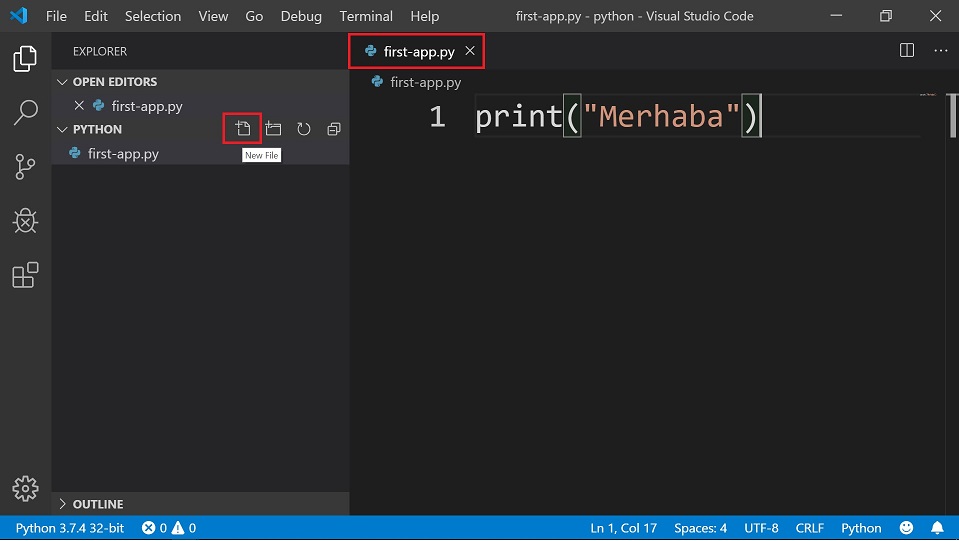 File Edit Selection View Go Debug Terminal Help first-app.py - python - Visual Studio Code
EXPLORER
first-app.py
OPEN EDITORS
first-app.py
PYTHON
New File
first-app.py
first-app.py
1 print("Merhaba")
OUTLINE
Python 3.7.4 32-bit 0 0 Ln 1, Col 17 Spaces: 4 UTF-8 CRLF Python